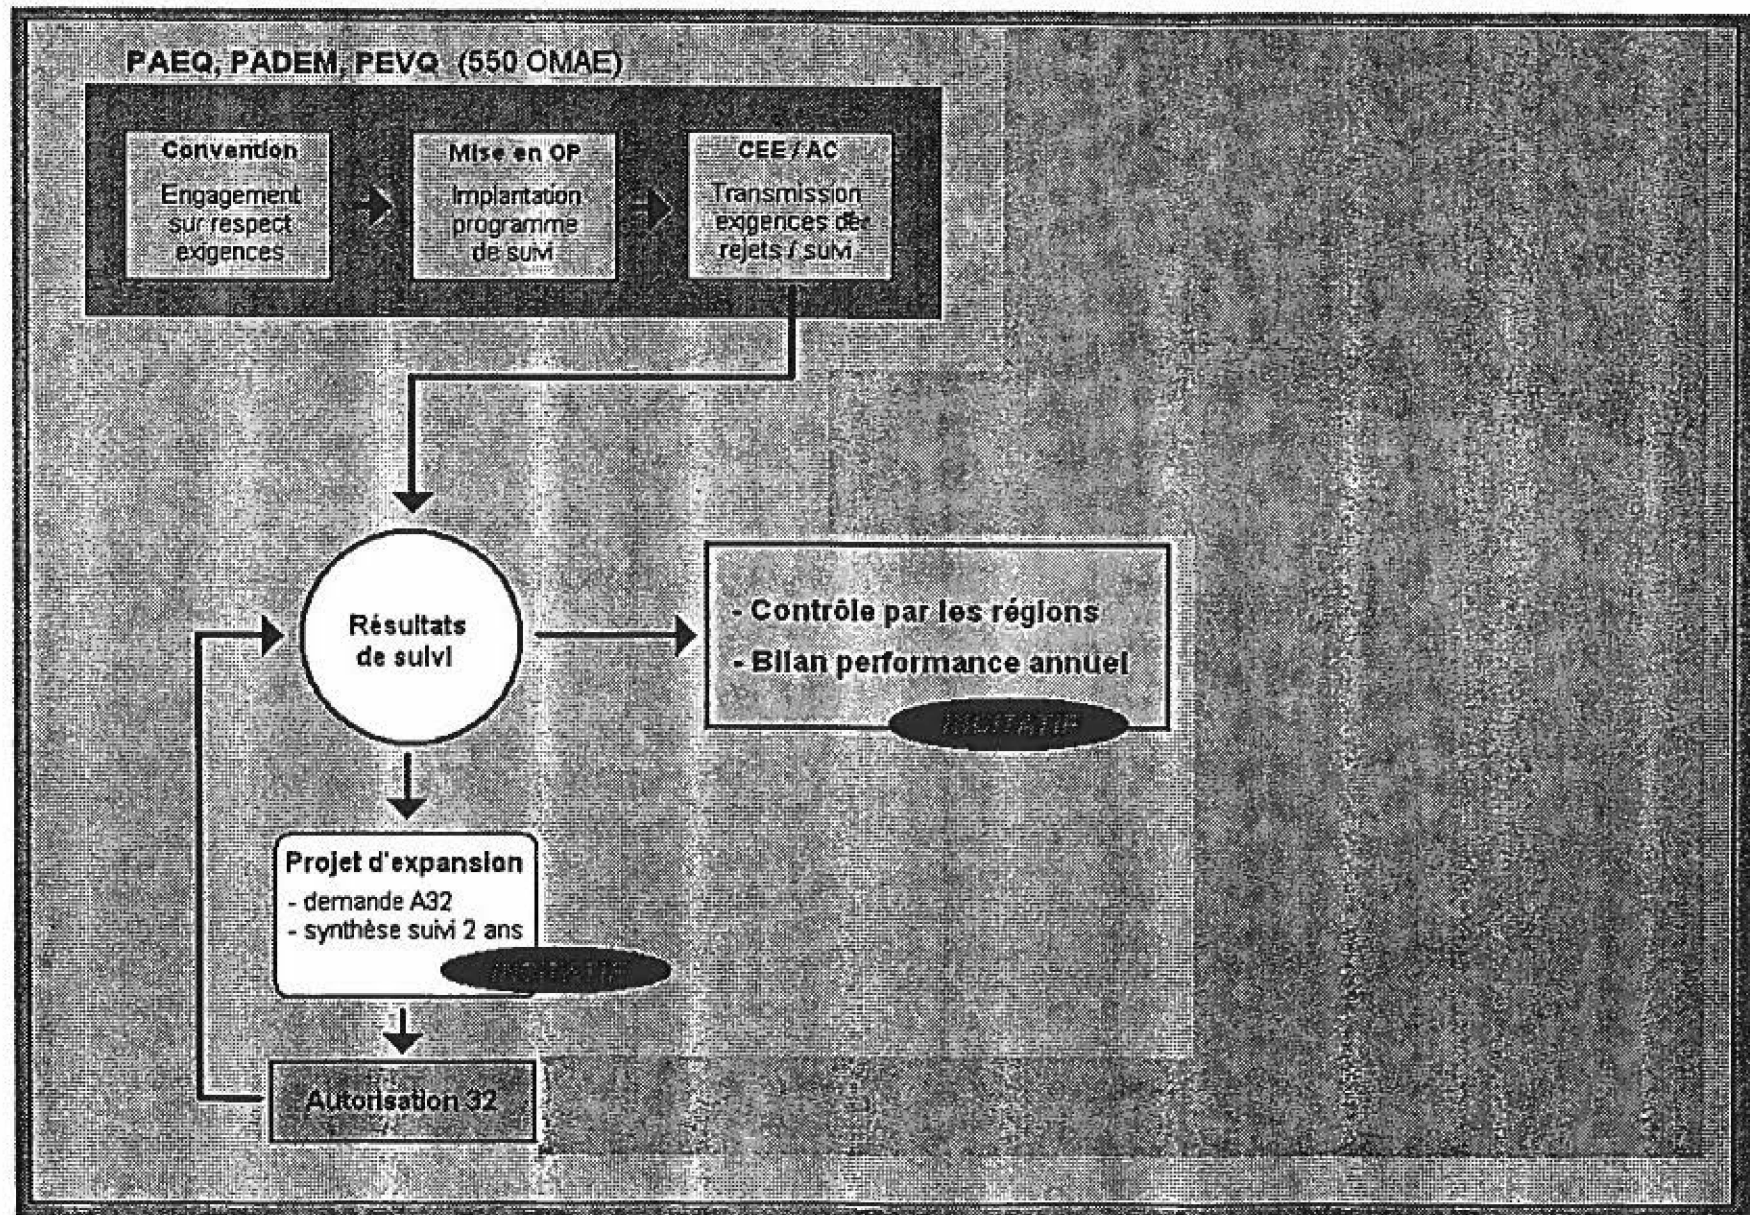 PAEQ, PADEM, PEVQ (550 OMAE)
Convention
Engagement
sur respect
exigences
Mise en OP
Implantation
programme
de suivi
CEE / AC
Transmission
exigences de
rejets / suivi
Résultats
de suivi
- Contrôle par les régions
- Bilan performance annuel
Projet d'expansion
- demande A32
- synthèse suivi 2 ans
Autorisation 32